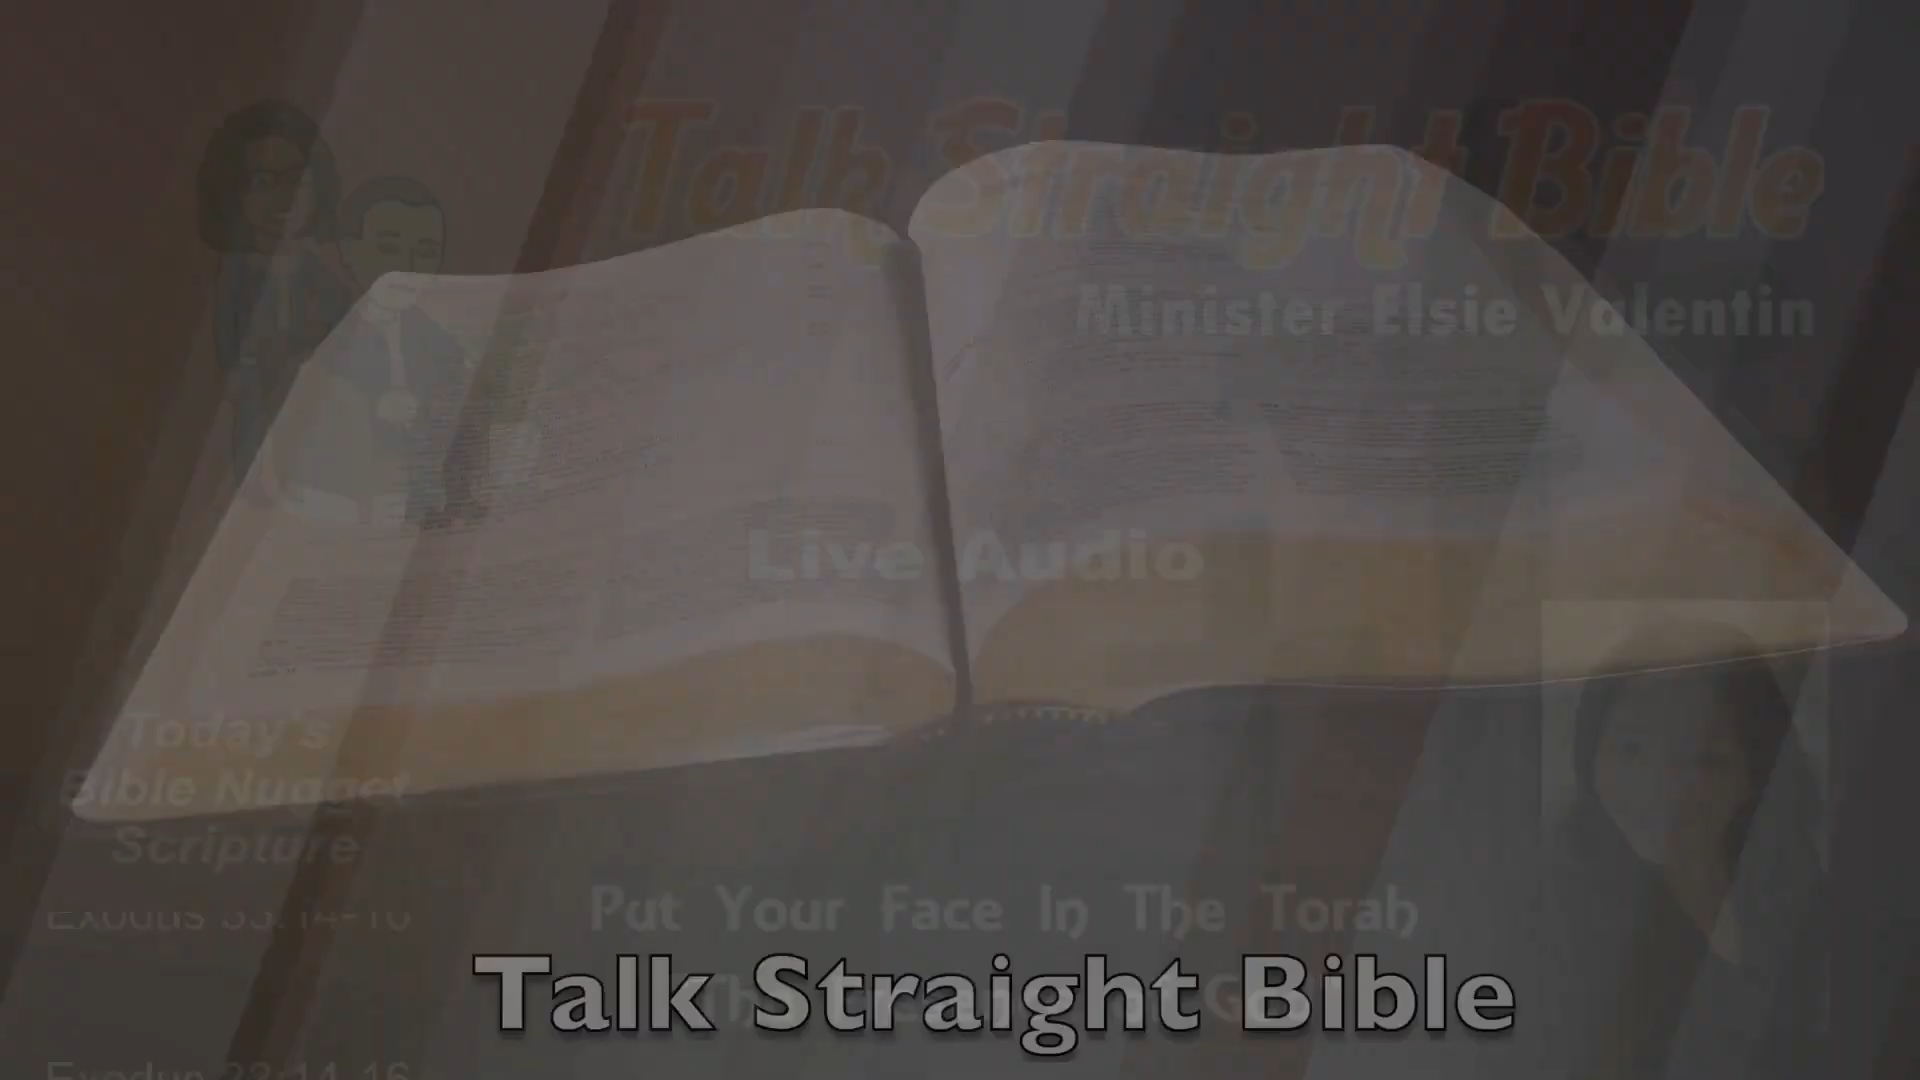 Talk Straight Bible
Minister Elsie Valentin
Live Audio
Today's
Bible Nugget
Scripture
Exodus 33:14-16
Put Your Face In The Torah
Talk Straight Bible
Exodus 33:14-16